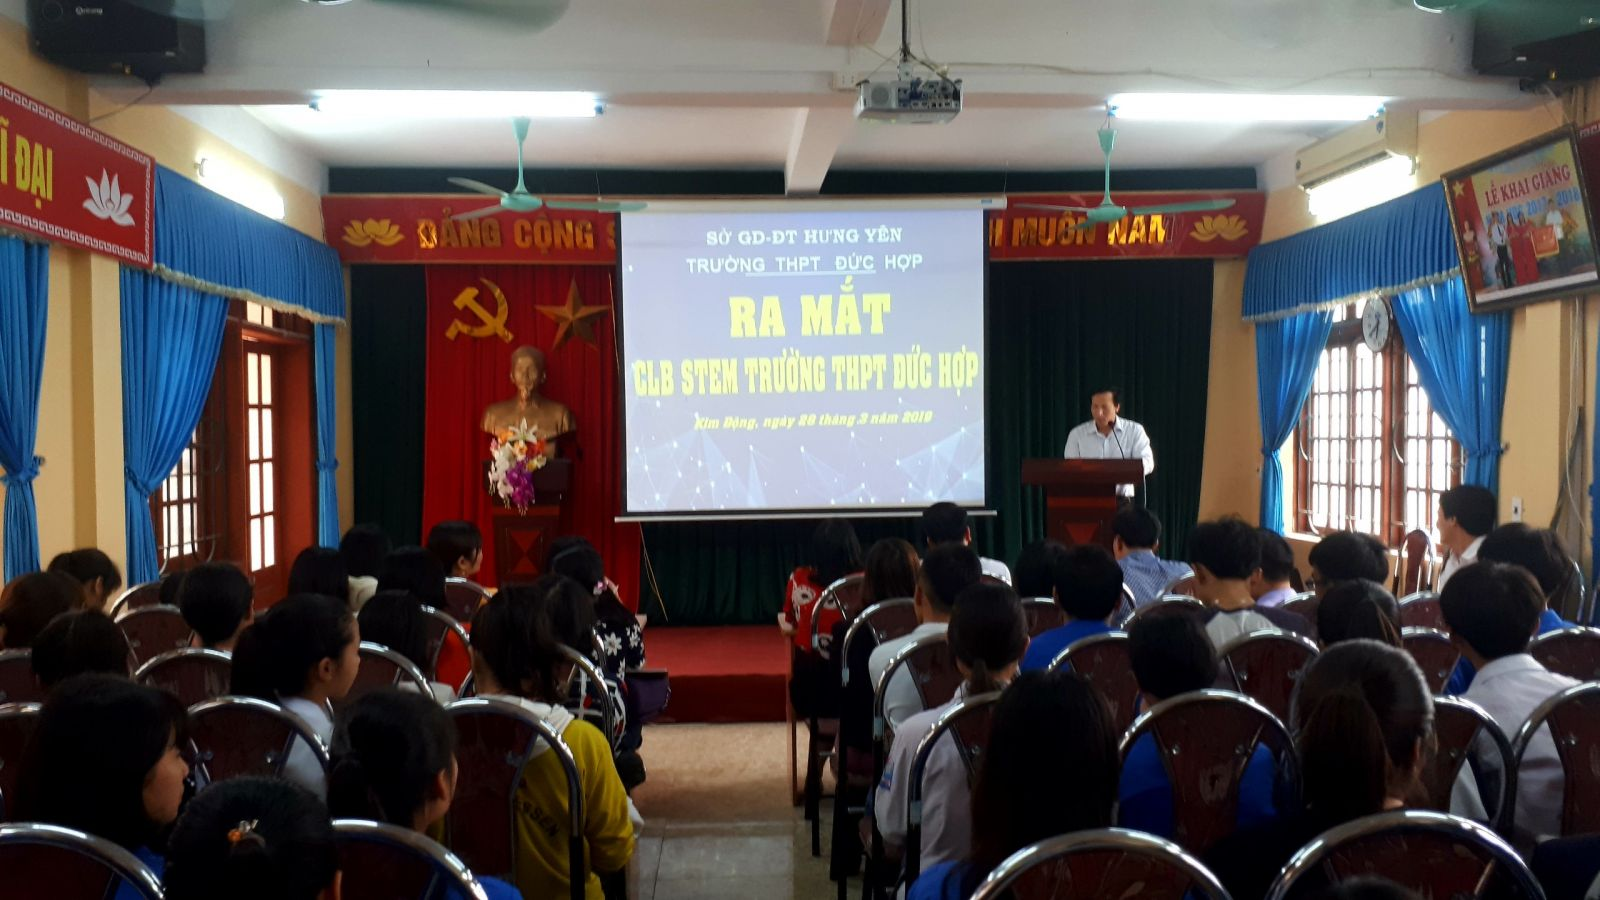 Ĩ ĐẠI
ĐẢNG CỘNG S
H MUÔN NĂM
SỞ GD-ĐT HƯNG YÊN
TRƯỜNG THPT ĐỨC HỢP
RA MẮT
CLB STEM TRƯỜNG THPT ĐỨC HỢP
Kim Động, ngày 26 tháng 3 năm 2019
LỄ KHAI GIẢNG